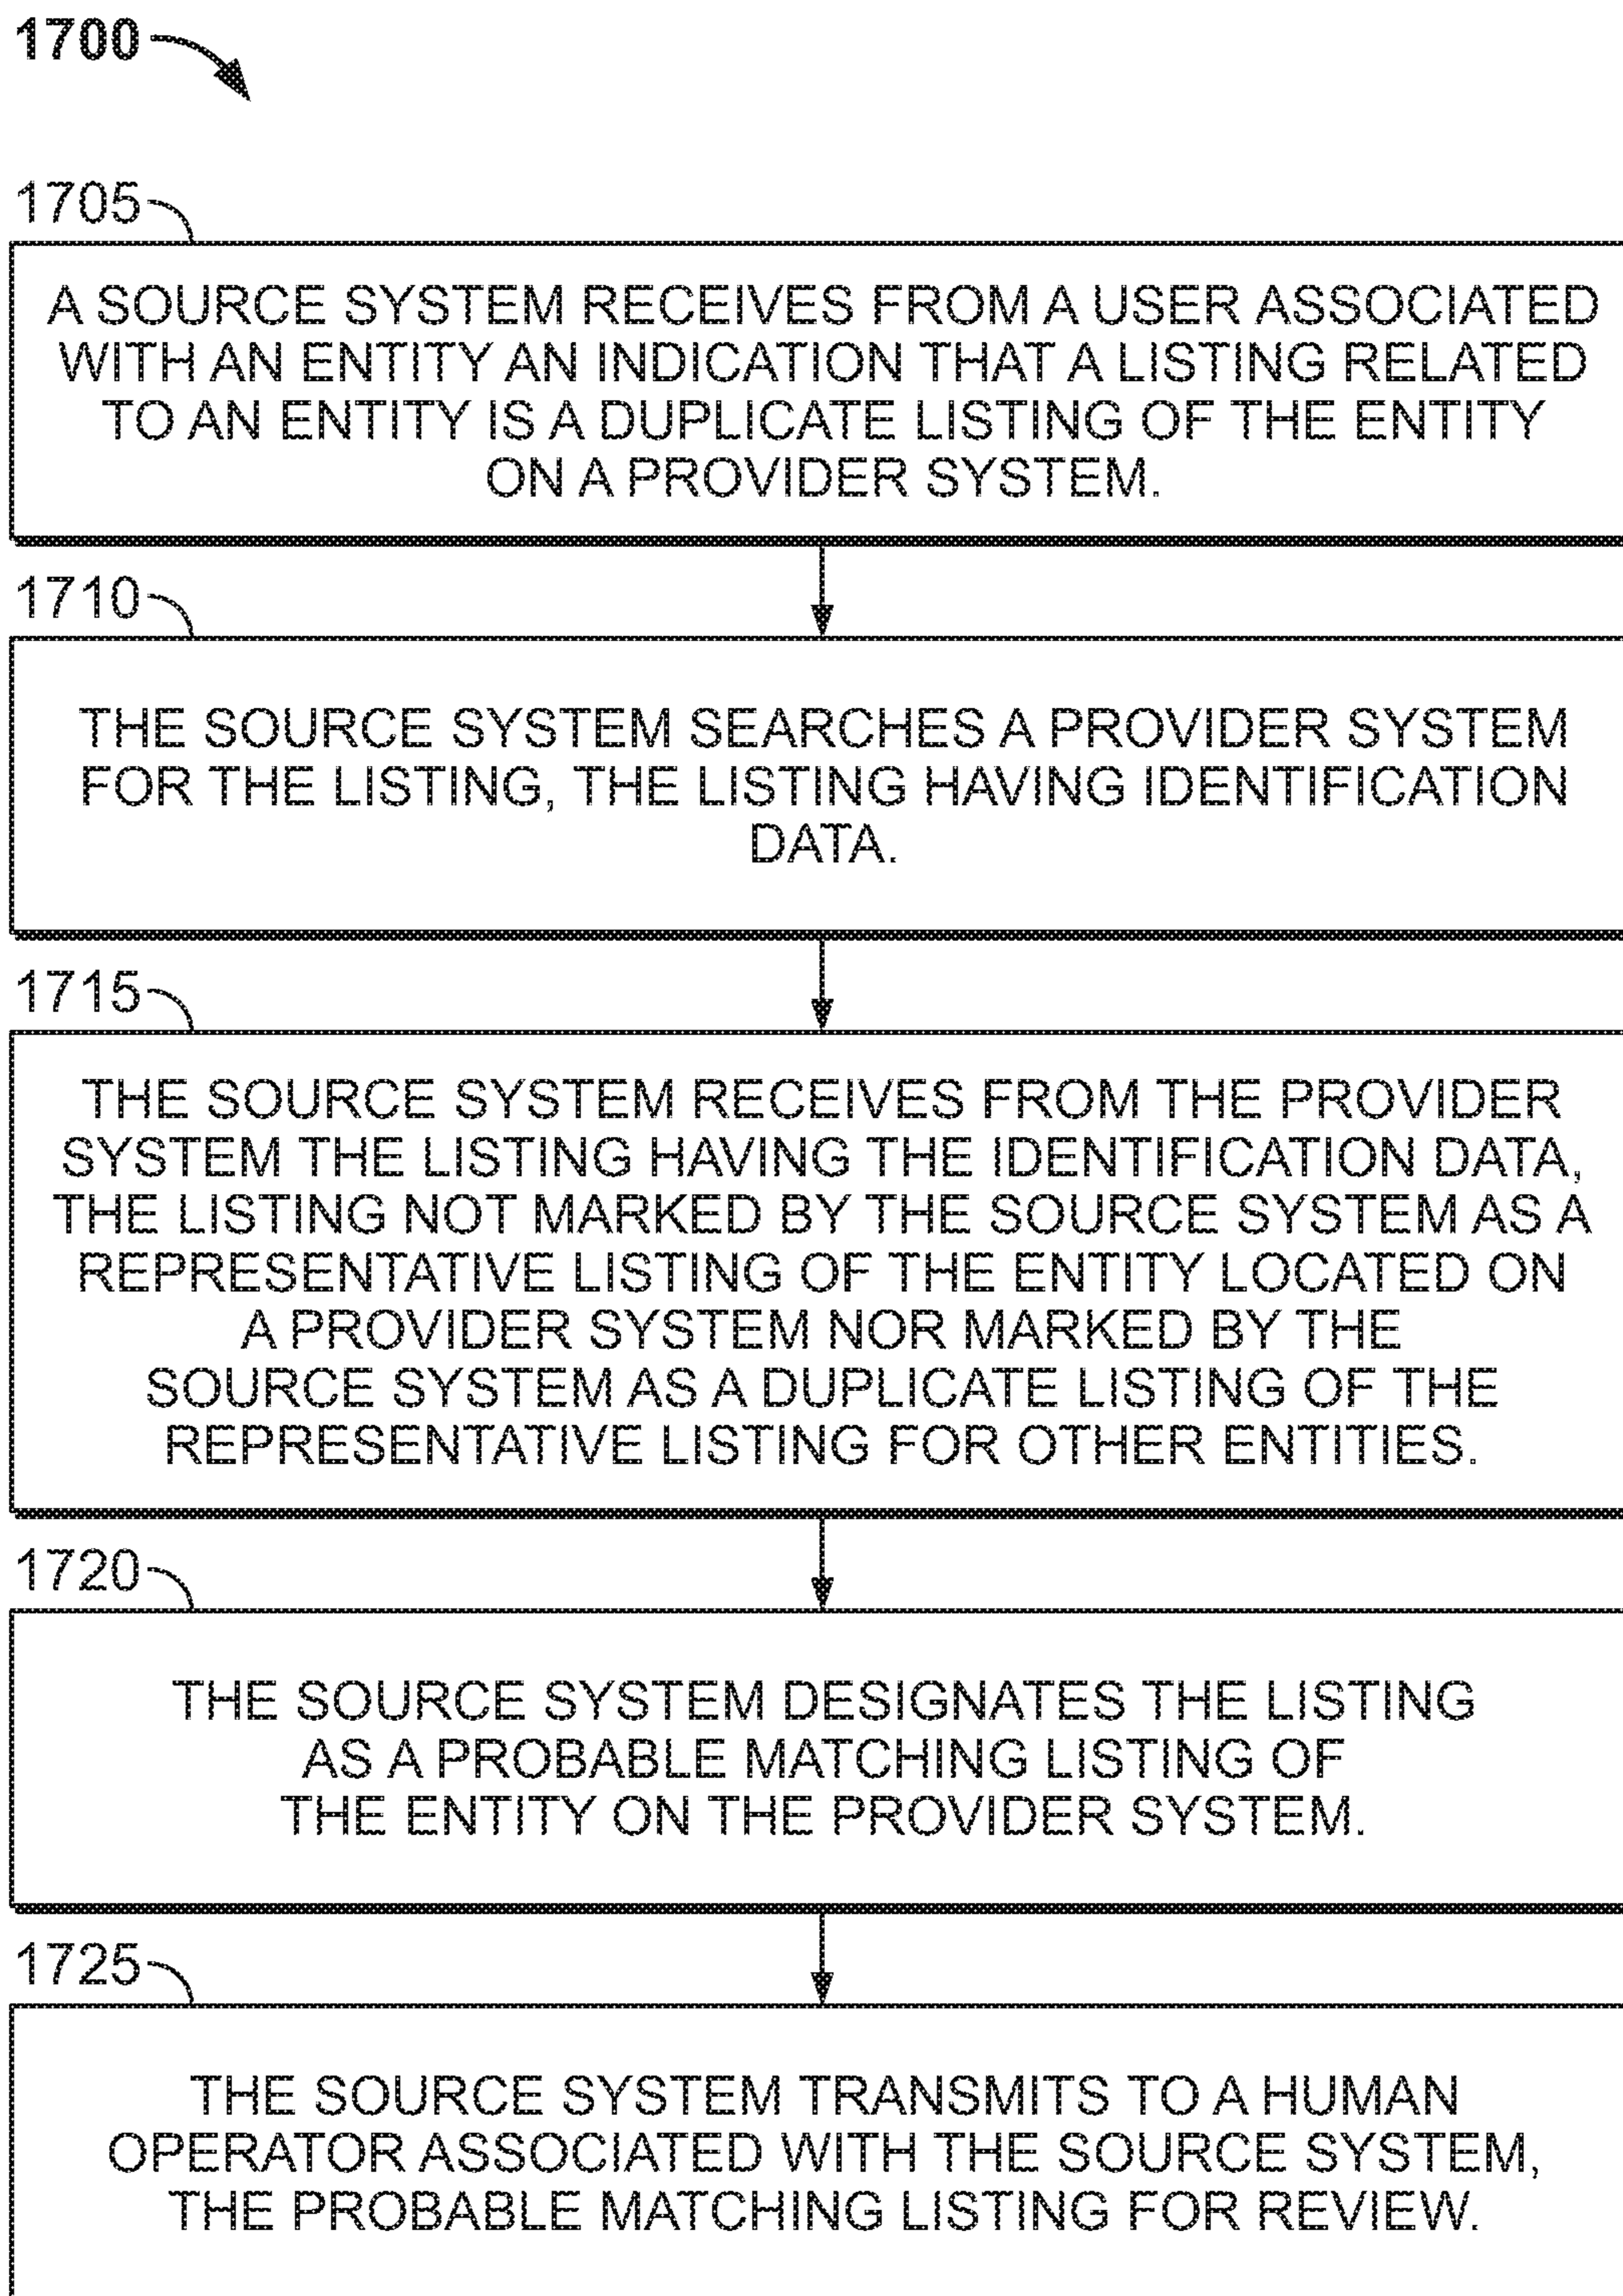 1700
1705
A SOURCE SYSTEM RECEIVES FROM A USER ASSOCIATED
WITH AN ENTITY AN INDICATION THAT A LISTING RELATED
TO AN ENTITY IS A DUPLICATE LISTING OF THE ENTITY
ON A PROVIDER SYSTEM.
1710
THE SOURCE SYSTEM SEARCHES A PROVIDER SYSTEM
FOR THE LISTING, THE LISTING HAVING IDENTIFICATION
DATA.
1715
THE SOURCE SYSTEM RECEIVES FROM THE PROVIDER
SYSTEM THE LISTING HAVING THE IDENTIFICATION DATA,
THE LISTING NOT MARKED BY THE SOURCE SYSTEM AS A
REPRESENTATIVE LISTING OF THE ENTITY LOCATED ON
A PROVIDER SYSTEM NOR MARKED BY THE
SOURCE SYSTEM AS A DUPLICATE LISTING OF THE
REPRESENTATIVE LISTING FOR OTHER ENTITIES.
1720
THE SOURCE SYSTEM DESIGNATES THE LISTING
AS A PROBABLE MATCHING LISTING OF
THE ENTITY ON THE PROVIDER SYSTEM.
1725
THE SOURCE SYSTEM TRANSMITS TO A HUMAN
OPERATOR ASSOCIATED WITH THE SOURCE SYSTEM,
THE PROBABLE MATCHING LISTING FOR REVIEW.